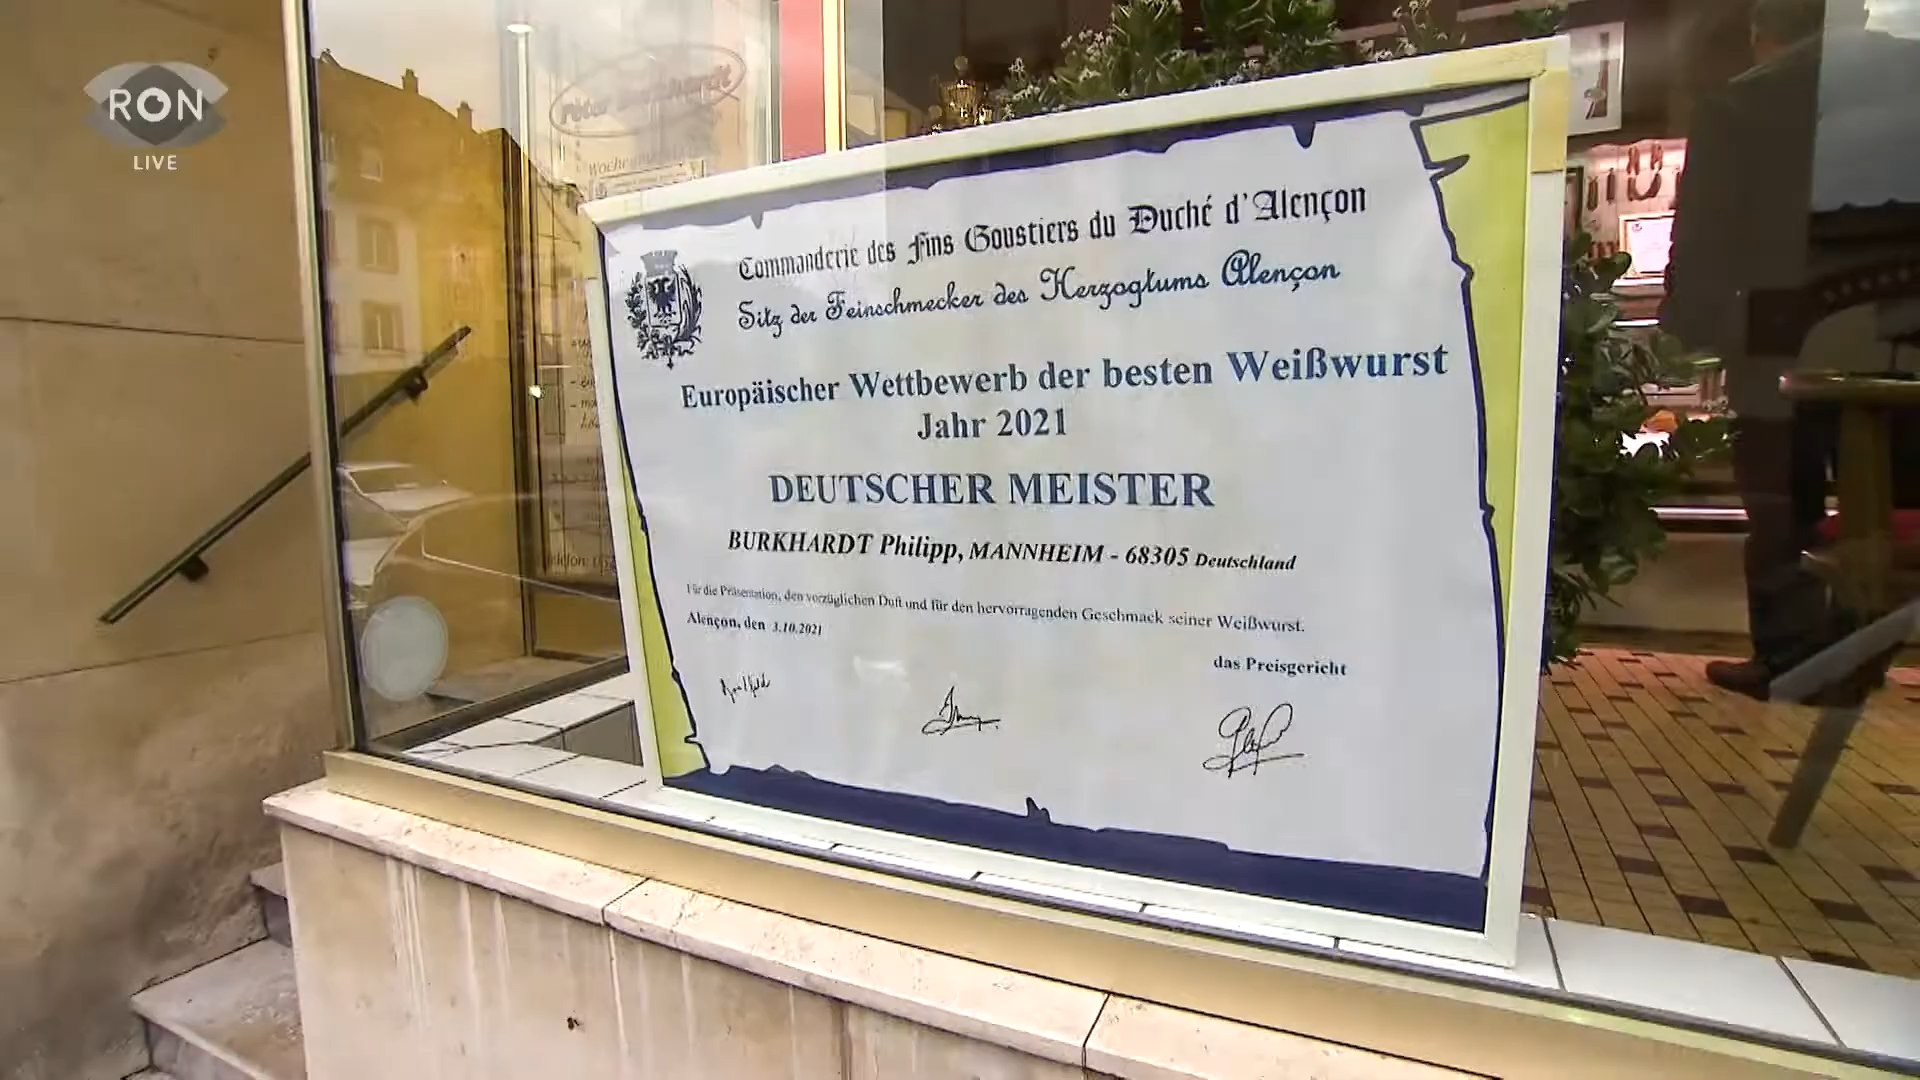 RON
LIVE
Commanderie des Fins Goustiers du Duché d'Alençon
Sitz der Feinschmecker des Herzogtums Alençon
Europäischer Wettbewerb der besten Weißwurst
Jahr 2021
DEUTSCHER MEISTER
BURKHARDT Philipp, MANNHEIM - 68305 Deutschland
Für die Präsentation, den vorzüglichen Duft und für den hervorragenden Geschmack seiner Weißwurst.
Alençon, den 3.10.2021
das Preisgericht